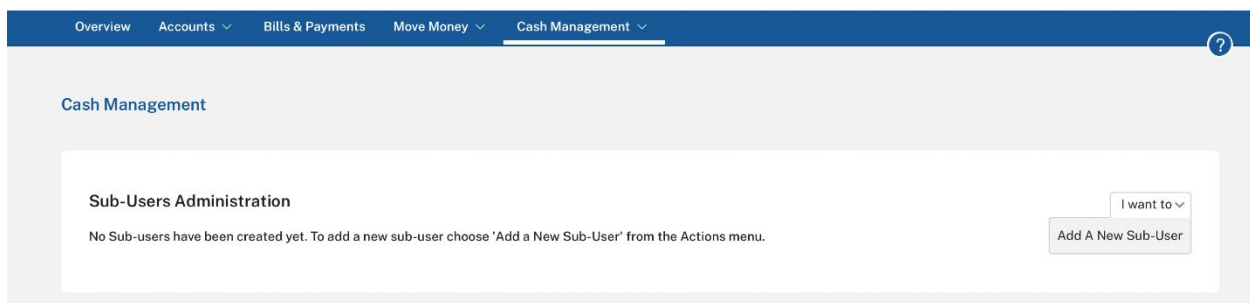 Overview Accounts Bills & Payments Move Money Cash Management
?
Cash Management
Sub-Users Administration
I want to
No Sub-users have been created yet. To add a new sub-user choose 'Add a New Sub-User' from the Actions menu.
Add A New Sub-User